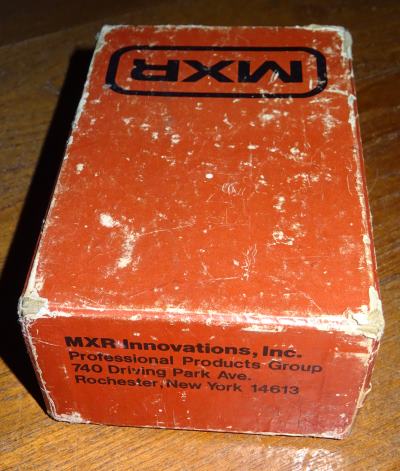 MXR
MXR Innovations, Inc.
Professional Products Group
740 Driving Park Ave.
Rochester, New York 14613